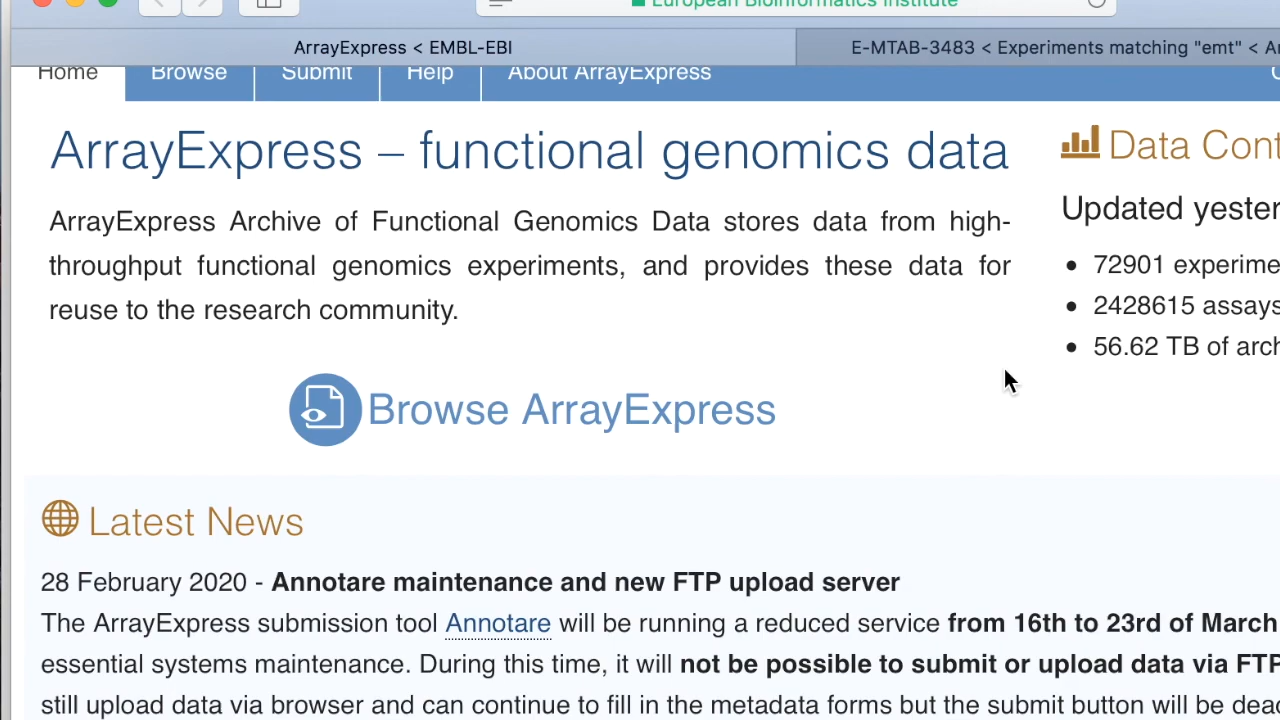 European Bioinformatics Institute
ArrayExpress < EMBL-EBI
E-MTAB-3483 < Experiments matching "emt" <
Home
Browse
Submit
Help
About ArrayExpress
ArrayExpress – functional genomics data
ArrayExpress Archive of Functional Genomics Data stores data from high-
throughput functional genomics experiments, and provides these data for
reuse to the research community.
Browse ArrayExpress
Data
Updated
72901
2428615 assays
56.62 TB of
Latest News
28 February 2020 - Annotare maintenance and new FTP upload server
The ArrayExpress submission tool Annotare will be running a reduced service from 16th to 23rd of March
essential systems maintenance. During this time, it will not be possible to submit or upload data via FTP
still upload data via browser and can continue to fill in the metadata forms but the submit button will be